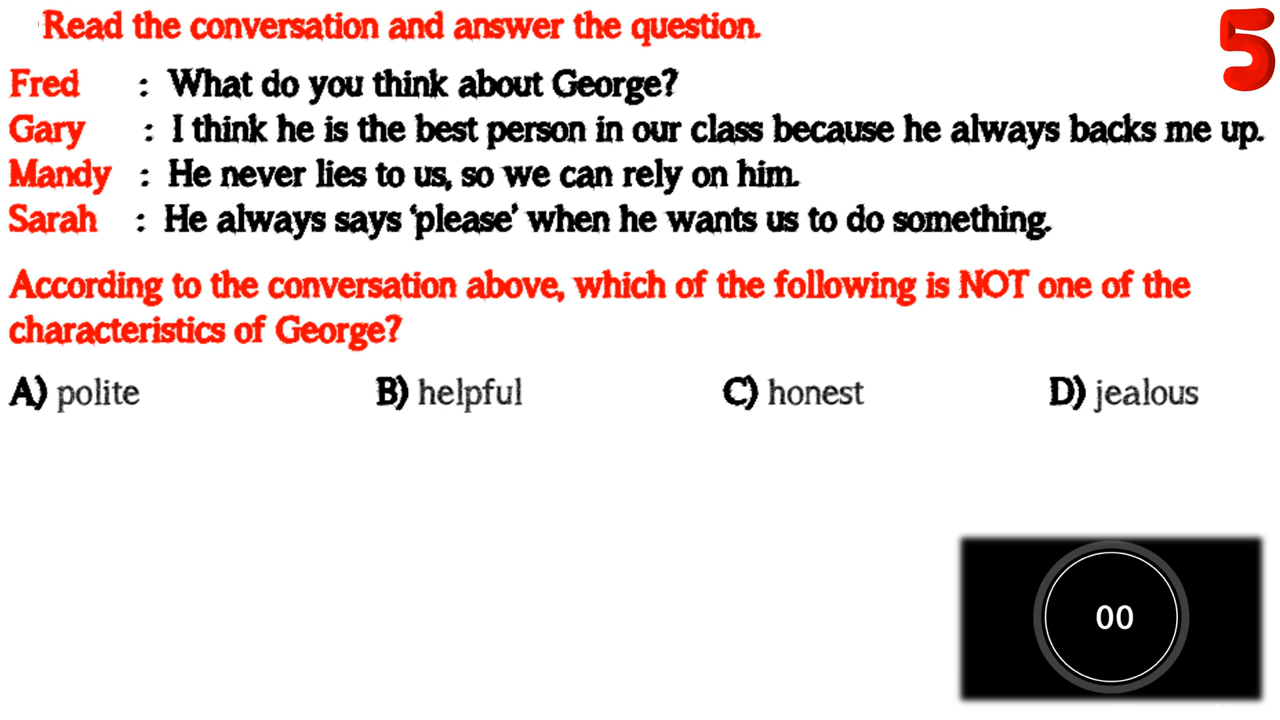 Read the conversation and answer the question.
5
Fred : What do you think about George?
Gary : I think he is the best person in our class because he always backs me up.
Mandy : He never lies to us, so we can rely on him.
Sarah : He always says ‘please’ when he wants us to do something.
According to the conversation above, which of the following is NOT one of the
characteristics of George?
A) polite B) helpful C) honest D) jealous
00